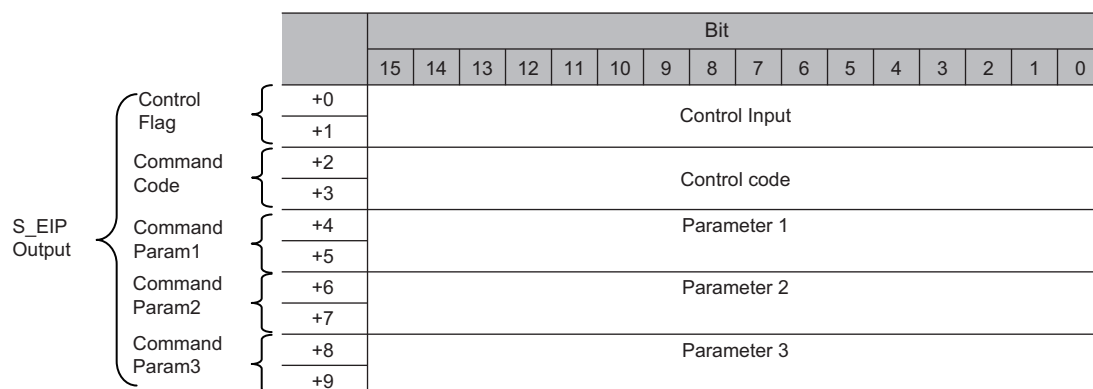 Bit
15 14 13 12 11 10 9 8 7 6 5 4 3 2 1 0
S_EIP
Output
Control
Flag
+0
+1
Control Input
Command
Code
+2
+3
Control code
Command
Param1
+4
+5
Parameter 1
Command
Param2
+6
+7
Parameter 2
Command
Param3
+8
+9
Parameter 3